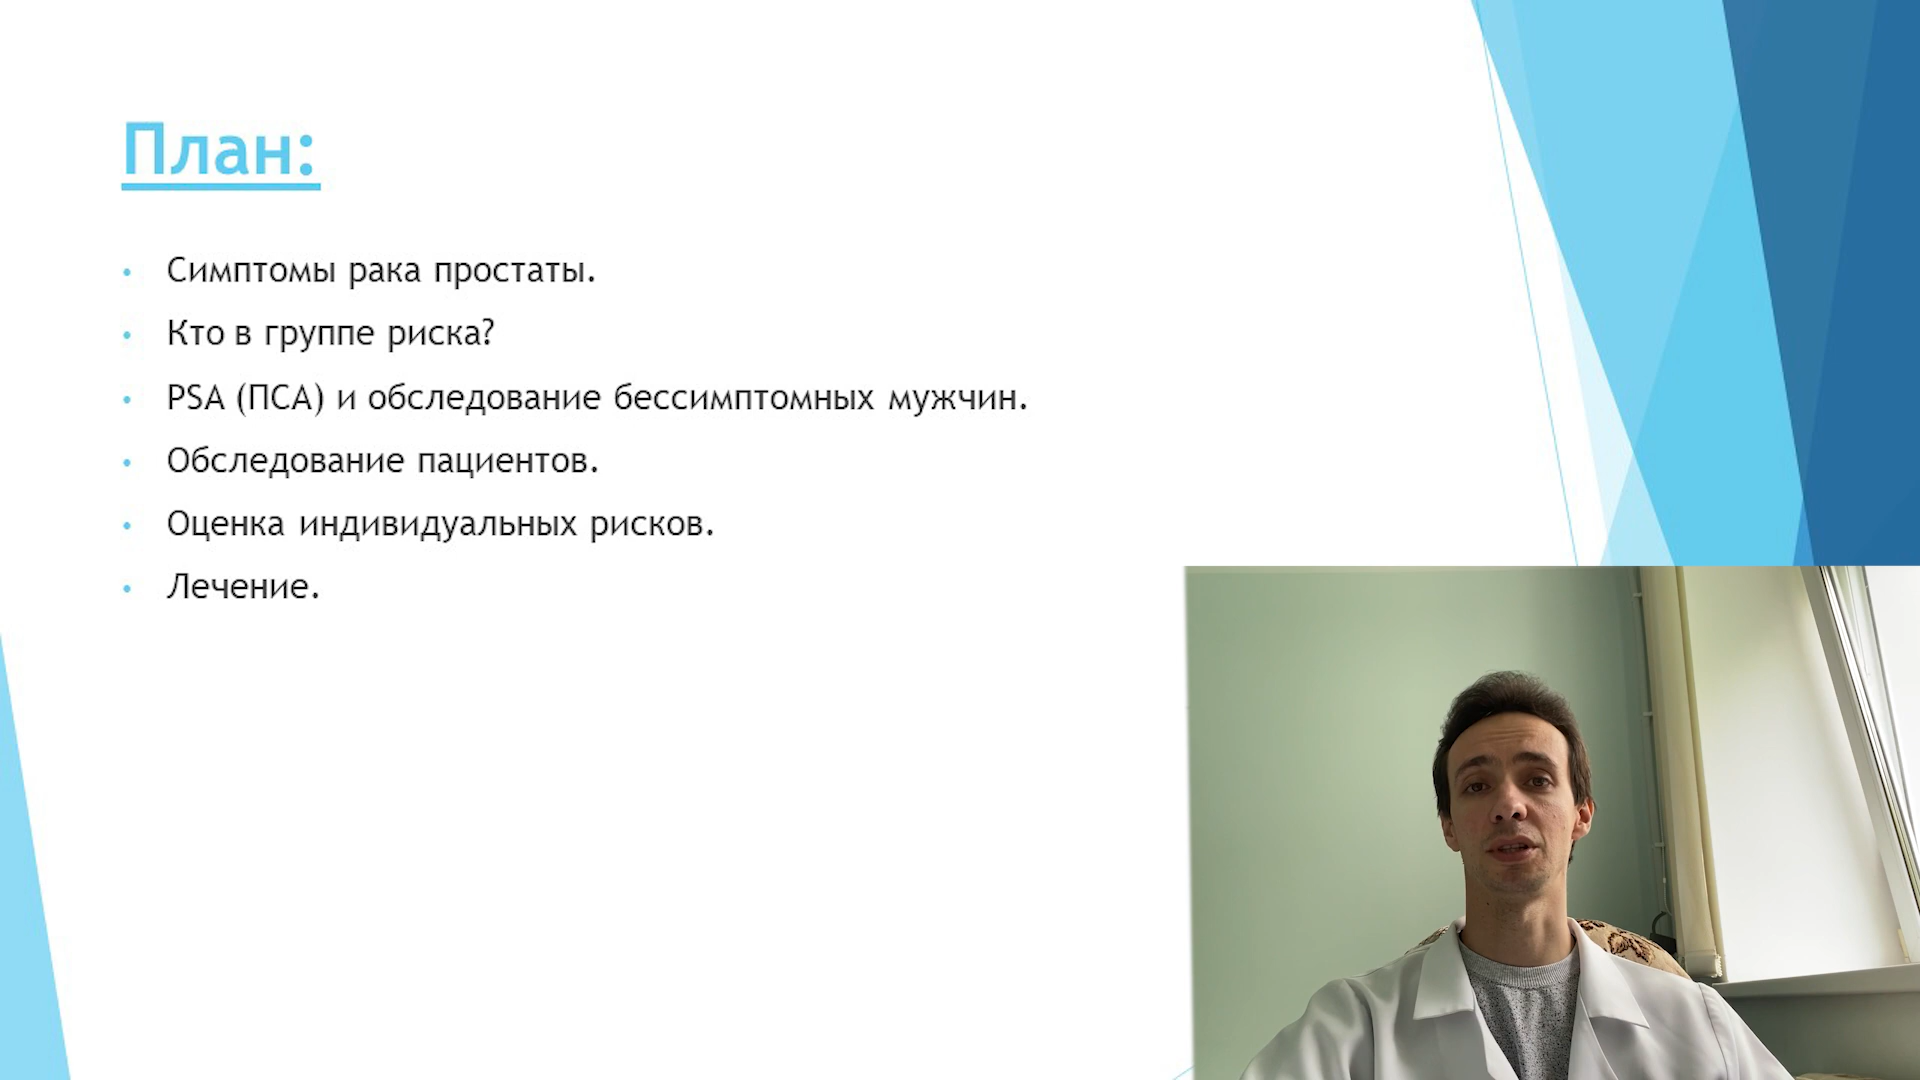 План:
Симптомы рака простаты.
Кто в группе риска?
PSA (ПСА) и обследование бессимптомных мужчин.
Обследование пациентов.
Оценка индивидуальных рисков.
Лечение.